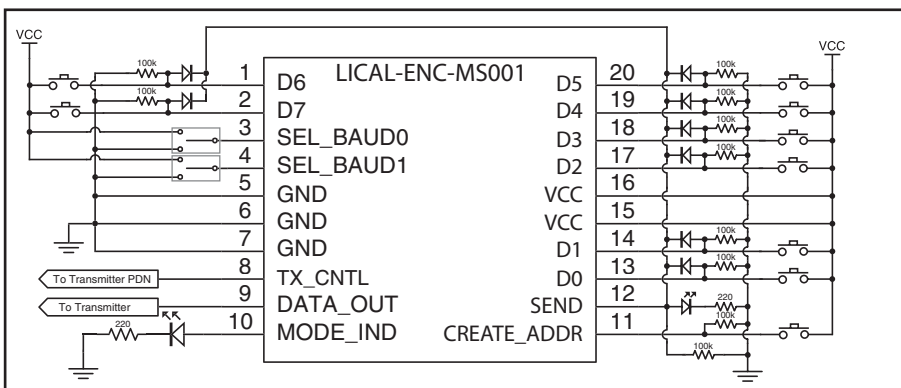 VCC
VCC
100k
100k
LICAL-ENC-MS001
1 D6
2 D7
3 SEL_BAUD0
4 SEL_BAUD1
5 GND
6 GND
7 GND
8 TX_CNTL
9 DATA_OUT
10 MODE_IND
To Transmitter PDN
To Transmitter
220
20 D5
19 D4
18 D3
17 D2
16 VCC
15 VCC
14 D1
13 D0
12 SEND
11 CREATE_ADDR
100k
100k
100k
100k
100k
100k
220
100k
100k